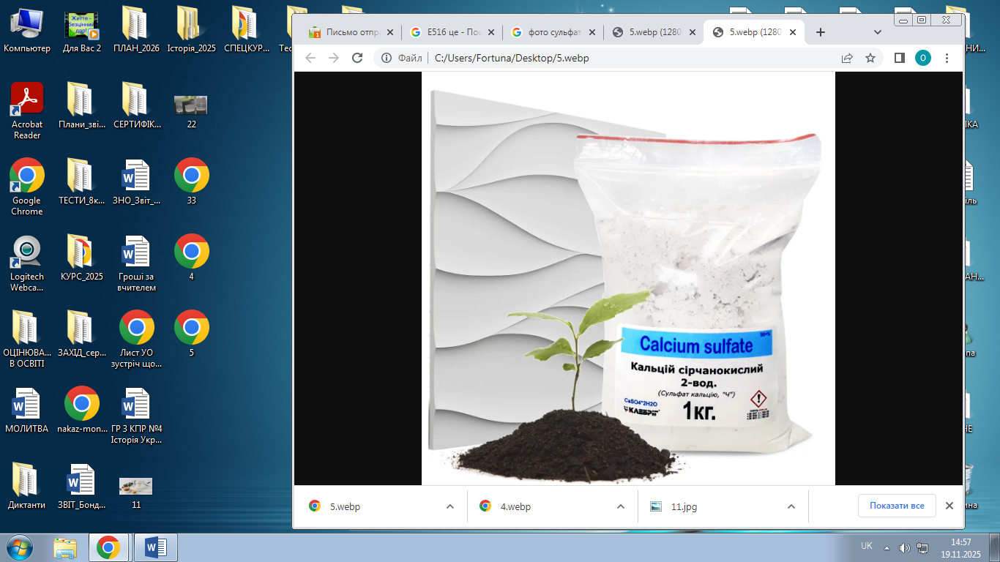 Компьютер
Для Вас 2
ПЛАН_2026
Історія_2025
СПЕЦКУР...
Життя -
безцінний
дар!
Acrobat
Reader
Плани_зві...
СЕРТИФІК...
22
Google
Chrome
ТЕСТИ_8к...
ЗНО_Звіт_...
33
Logitech
Webca...
КУРС_2025
Гроші за
вчителем
4
ОЦІНЮВА...
В ОСВІТІ
ЗАХІД_сер...
Лист УО
зустріч що...
5
МОЛИТВА
nakaz-mon...
ГР З КПР №4
Історія Укр...
Диктанти
ЗВІТ_Бонд...
11
Письмо отпр
E516 це - По
фото сульфат
5.webp (1280
5.webp (1280
Файл
C:/Users/Fortuna/Desktop/5.webp
O
Calcium sulfate
Кальцій сірчанокислий
2-вод.
(Сульфат кальцію, "Ч")
CaSO4*2H2O
КЛЕБРІГ
1кг.
5.webp
4.webp
11.jpg
Показати все
UK
14:57
19.11.2025